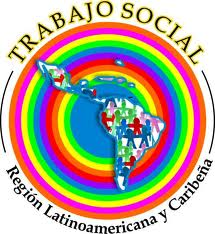 TRABAJO SOCIAL
Región Latinoamericana y Caribeña